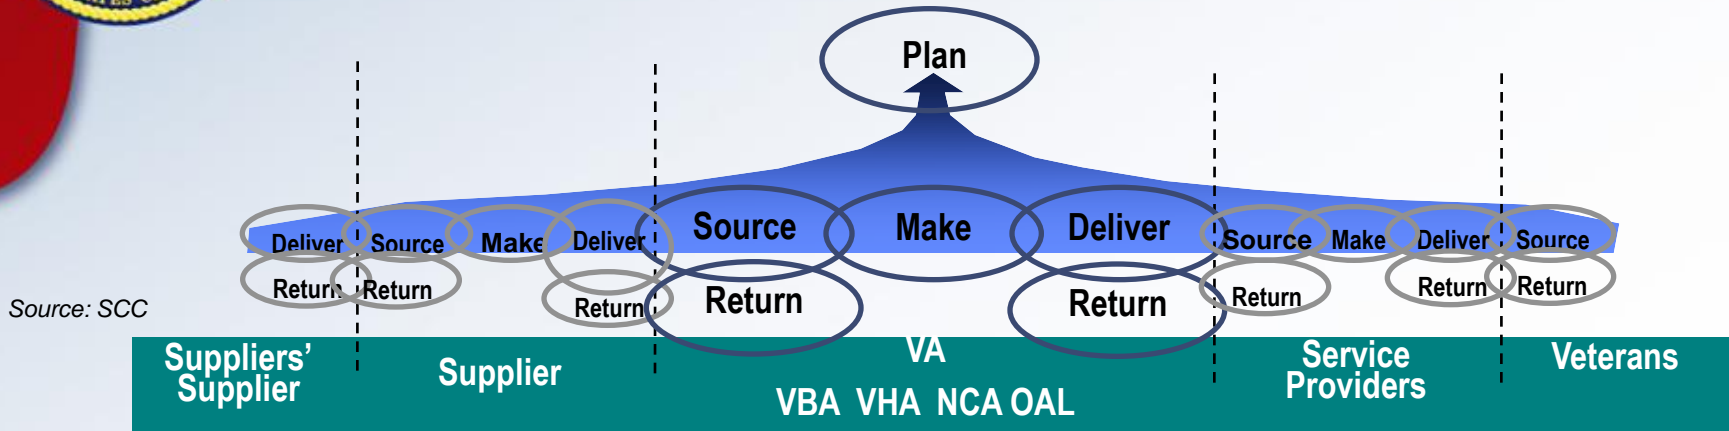 Plan
Deliver Source Make Deliver Source Make Deliver Source Make Deliver Source
Return Return Return Return Return Return Return Return
Source: SCC
Suppliers’
Supplier
Supplier
VA
VBA VHA NCA OAL
Service
Providers
Veterans